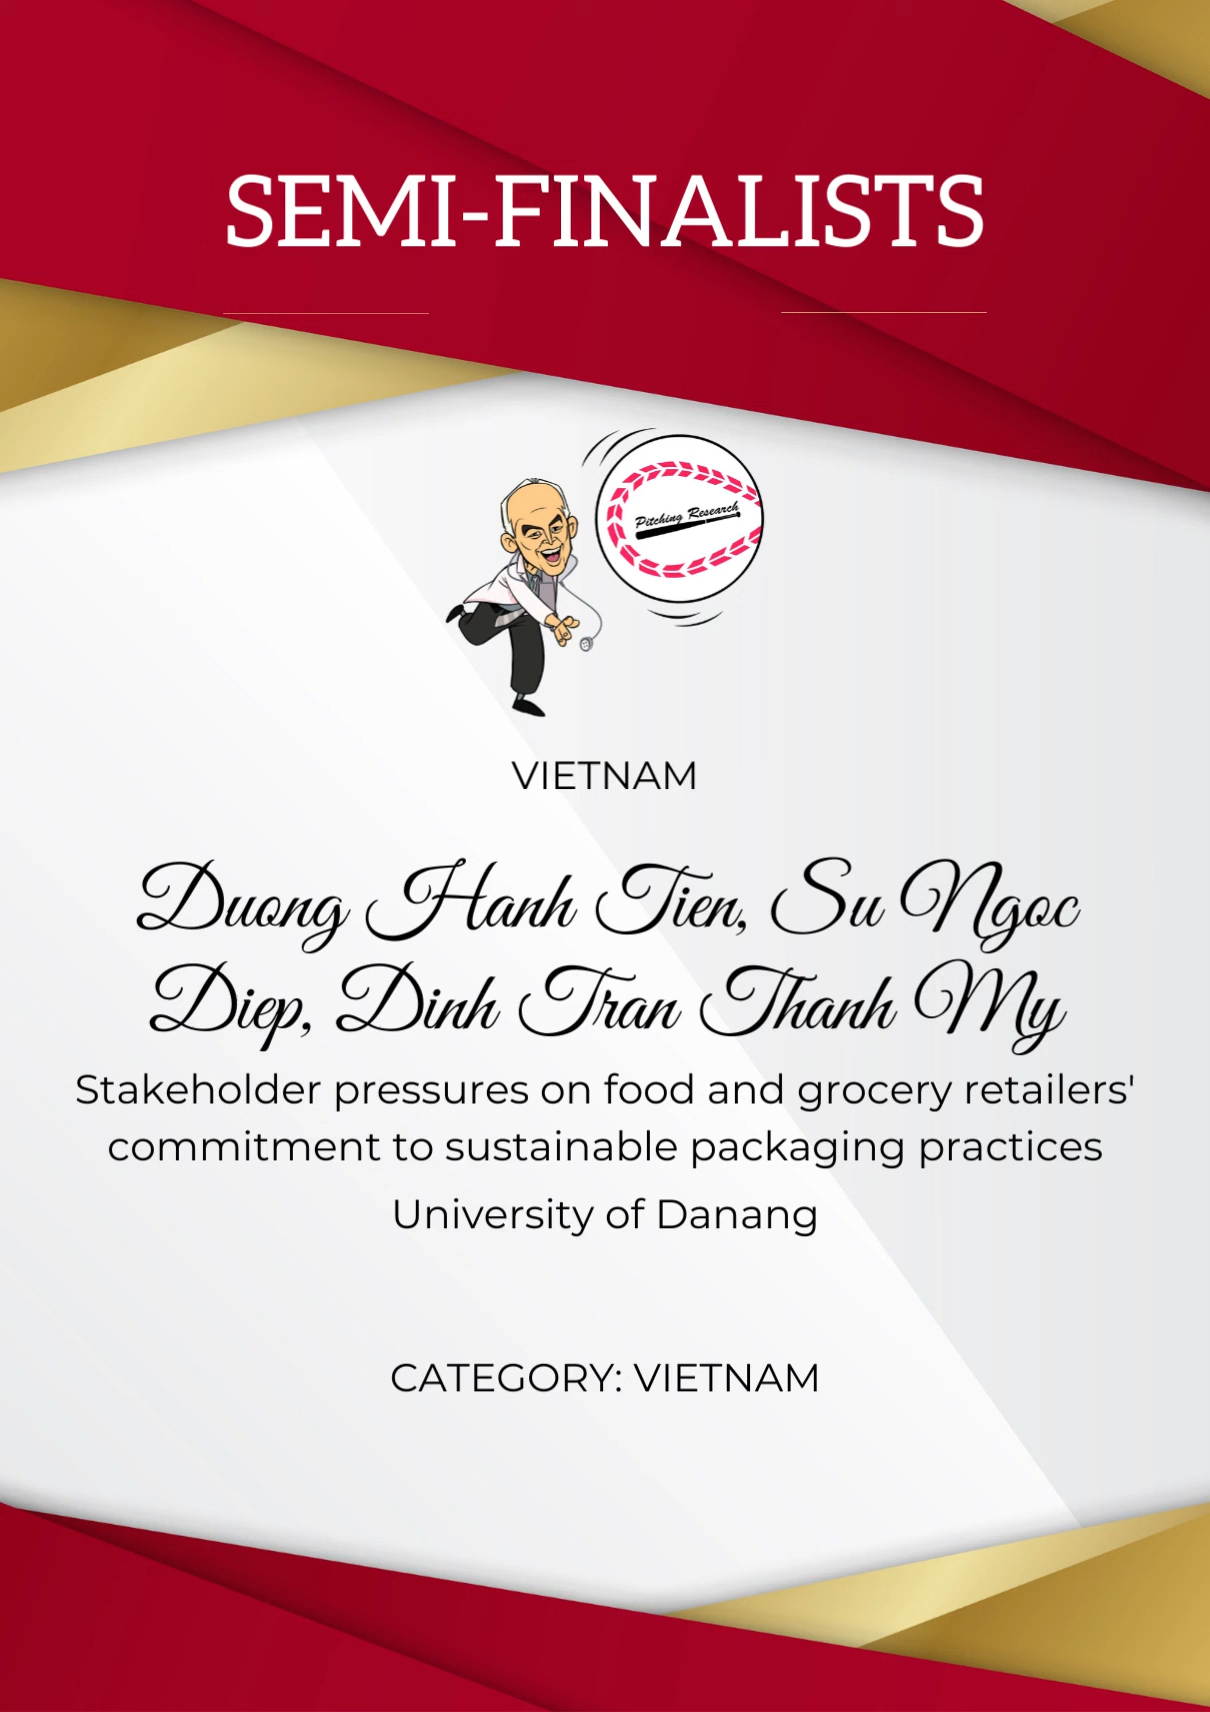 SEMI-FINALISTS
Pitching Research
VIETNAM
Duong Hanh Tien, Su Ngoc
Diep, Dinh Tran Thanh My
Stakeholder pressures on food and grocery retailers'
commitment to sustainable packaging practices
University of Danang
CATEGORY: VIETNAM